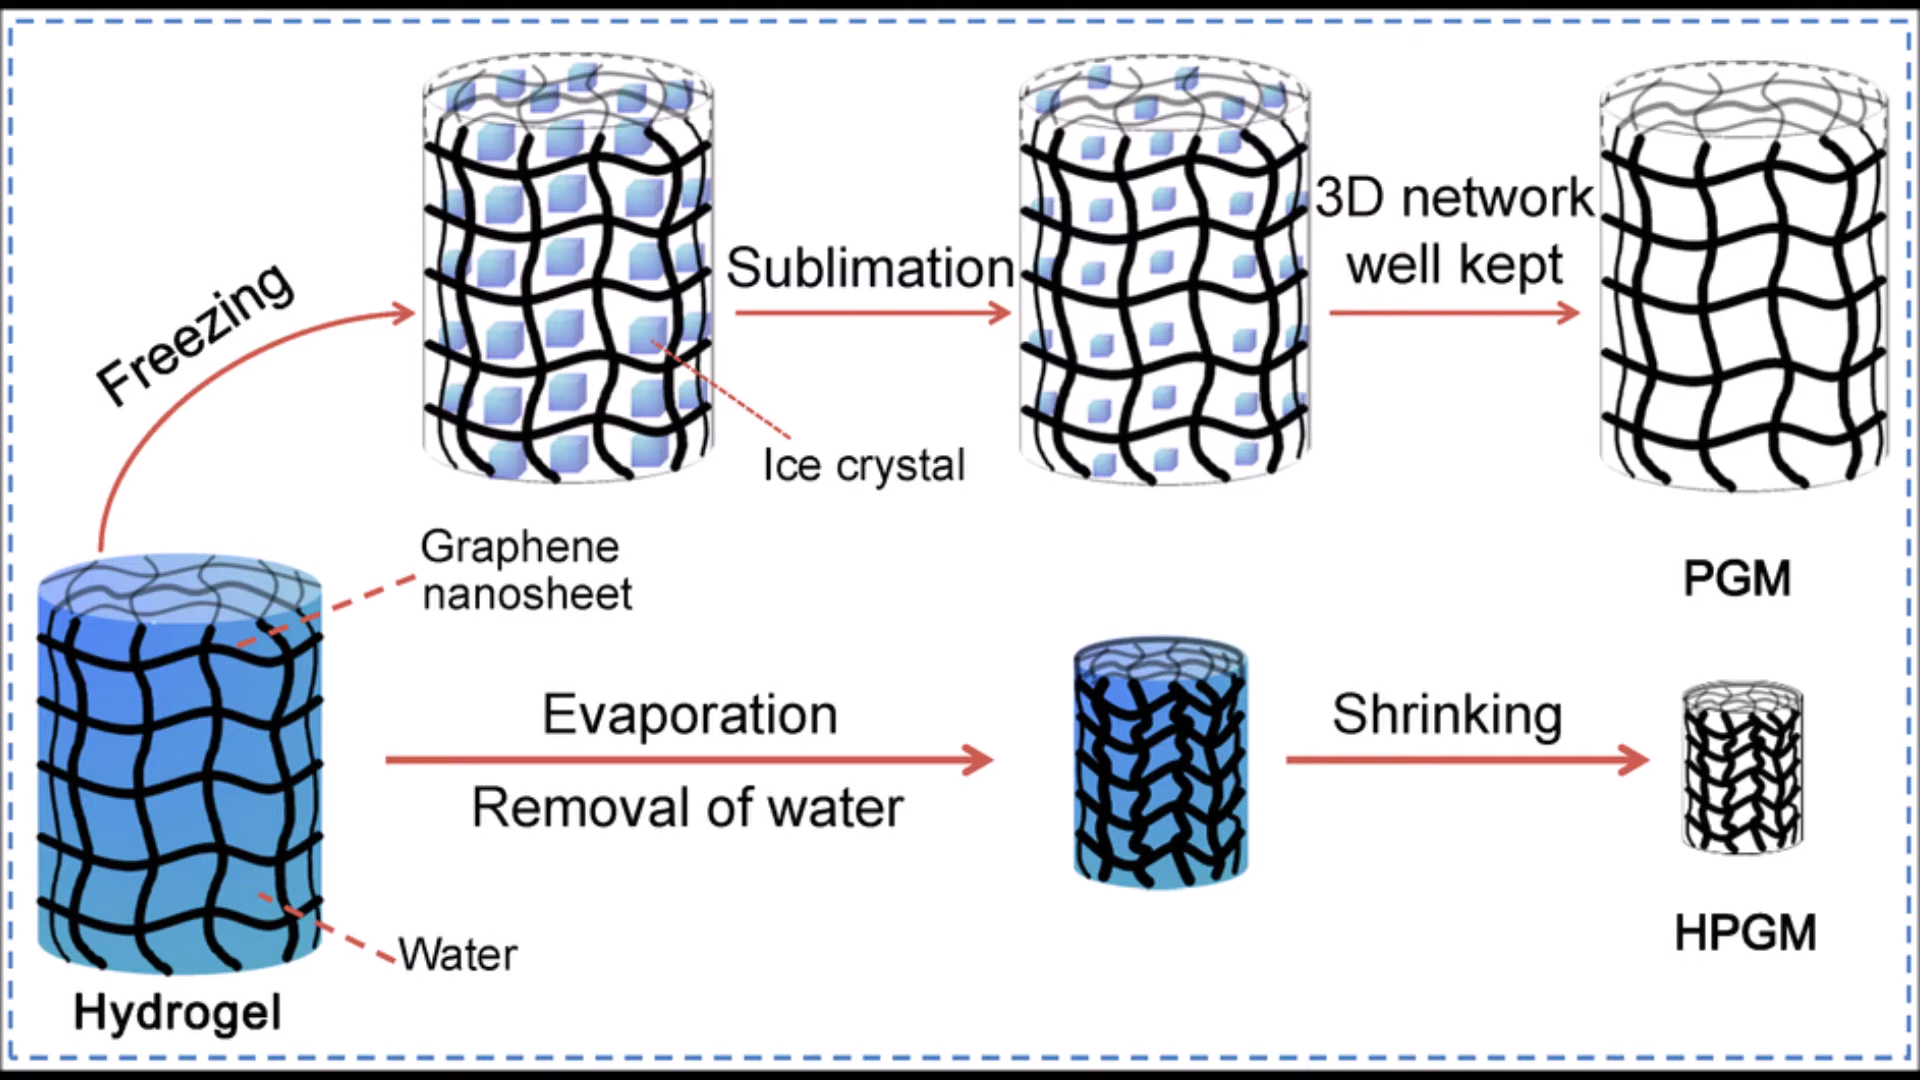 Freezing
Sublimation
3D network
well kept
Ice crystal
Graphene
nanosheet
PGM
Evaporation
Removal of water
Shrinking
Water
Hydrogel
HPGM